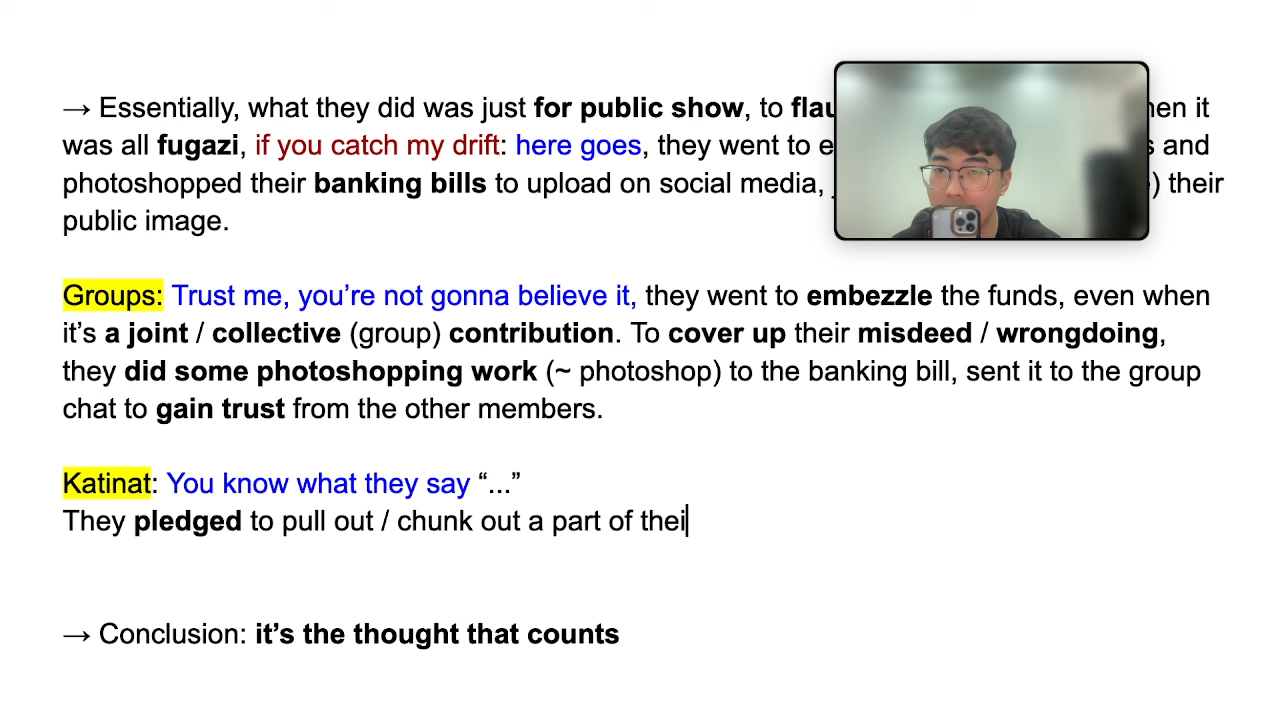 → Essentially, what they did was just for public show, to flau hen it
was all fugazi, if you catch my drift: here goes, they went to e s and
photoshopped their banking bills to upload on social media, ) their
public image.
Groups: Trust me, you’re not gonna believe it, they went to embezzle the funds, even when
it’s a joint / collective (group) contribution. To cover up their misdeed / wrongdoing,
they did some photoshopping work (~ photoshop) to the banking bill, sent it to the group
chat to gain trust from the other members.
Katinat: You know what they say “...”
They pledged to pull out / chunk out a part of thei
→ Conclusion: it’s the thought that counts